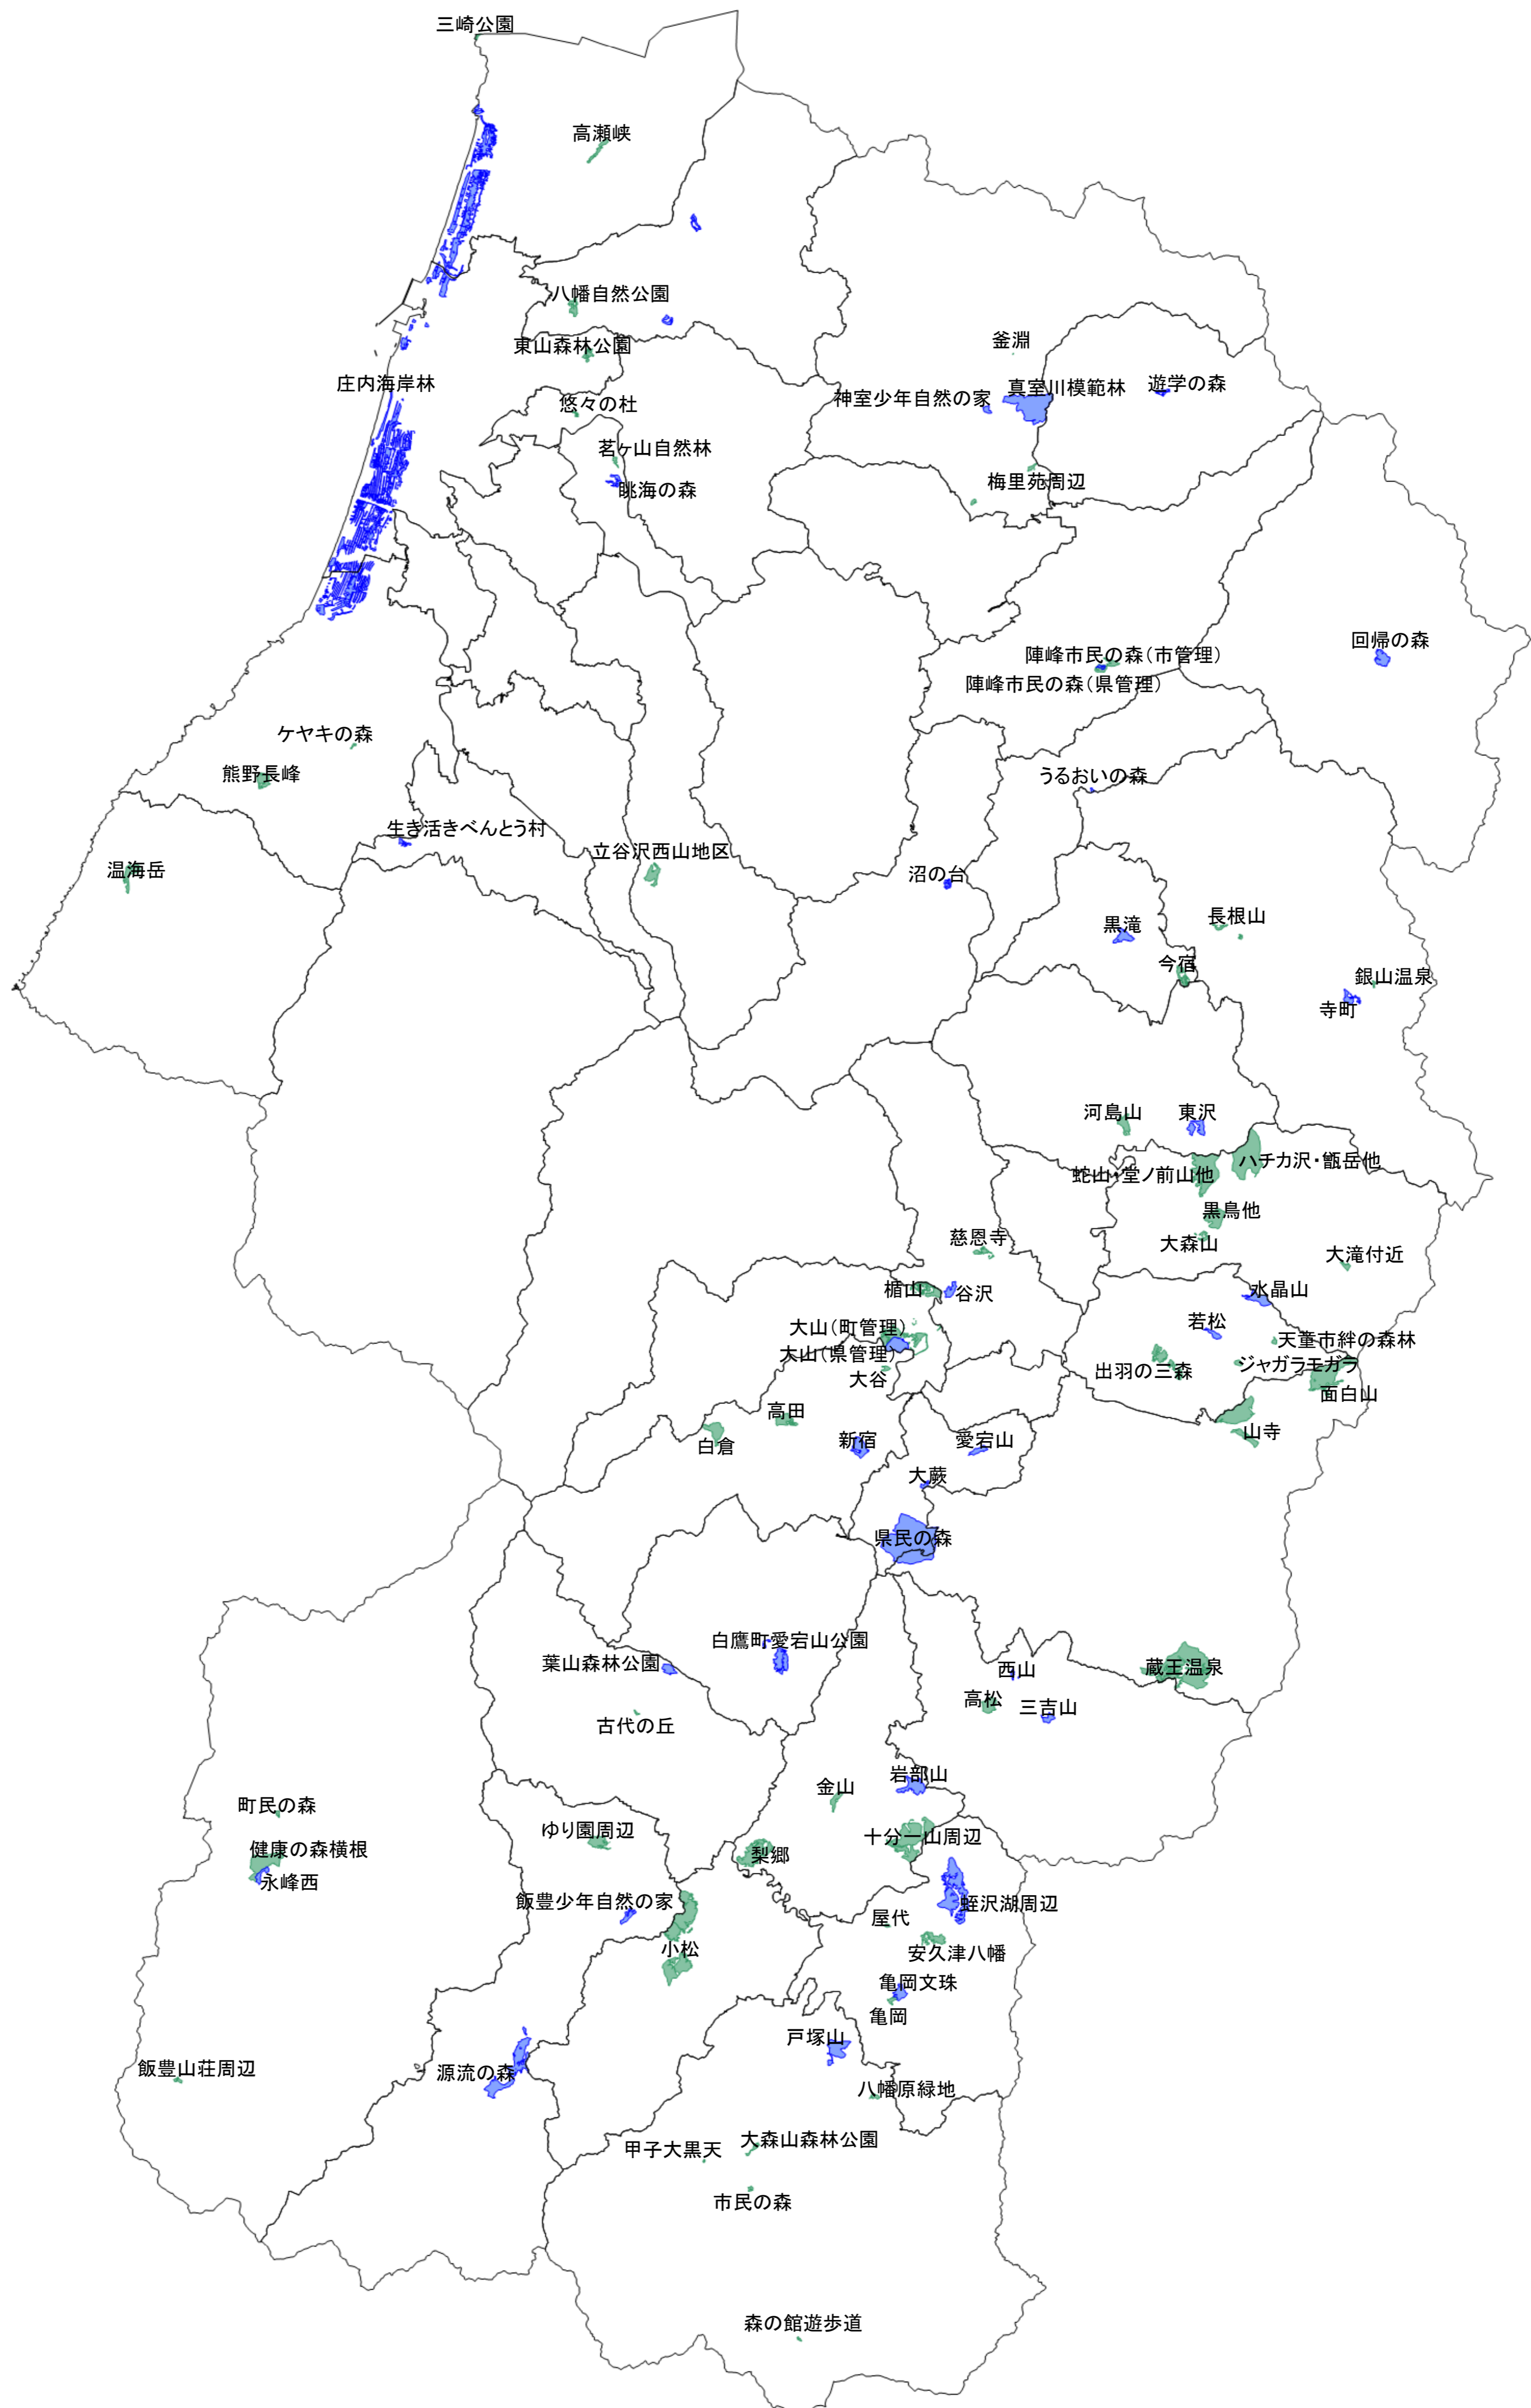 三崎公園
高瀬峡
八幡自然公園
東山森林公園
釜淵
庄内海岸林
神室少年自然の家
真室川模範林
遊学の森
悠々の杜
茗ヶ山自然林
眺海の森
梅里苑周辺
回帰の森
陣峰市民の森（市管理）
陣峰市民の森（県管理）
ケヤキの森
熊野長峰
うるおいの森
生き活きべんとう村
立谷沢西山地区
温海岳
沼の台
黒滝
長根山
今宿
銀山温泉
寺町
河島山
東沢
ハチカ沢・甑岳他
蛇山・堂ノ前山他
黒鳥他
大森山
慈恩寺
大滝付近
楯山
谷沢
水晶山
若松
大山（町管理）
天童市絆の森林
大山（県管理）
ジャガラモガラ
出羽の三森
大谷
面白山
高田
山寺
白倉
新宿
愛宕山
大蕨
県民の森
白鷹町愛宕山公園
葉山森林公園
西山
蔵王温泉
高松
三吉山
古代の丘
岩部山
金山
町民の森
ゆり園周辺
十分一山周辺
健康の森横根
梨郷
永峰西
飯豊少年自然の家
蛭沢湖周辺
屋代
小松
安久津八幡
亀岡文珠
亀岡
戸塚山
飯豊山荘周辺
源流の森
八幡原緑地
大森山森林公園
甲子大黒天
市民の森
森の館遊歩道